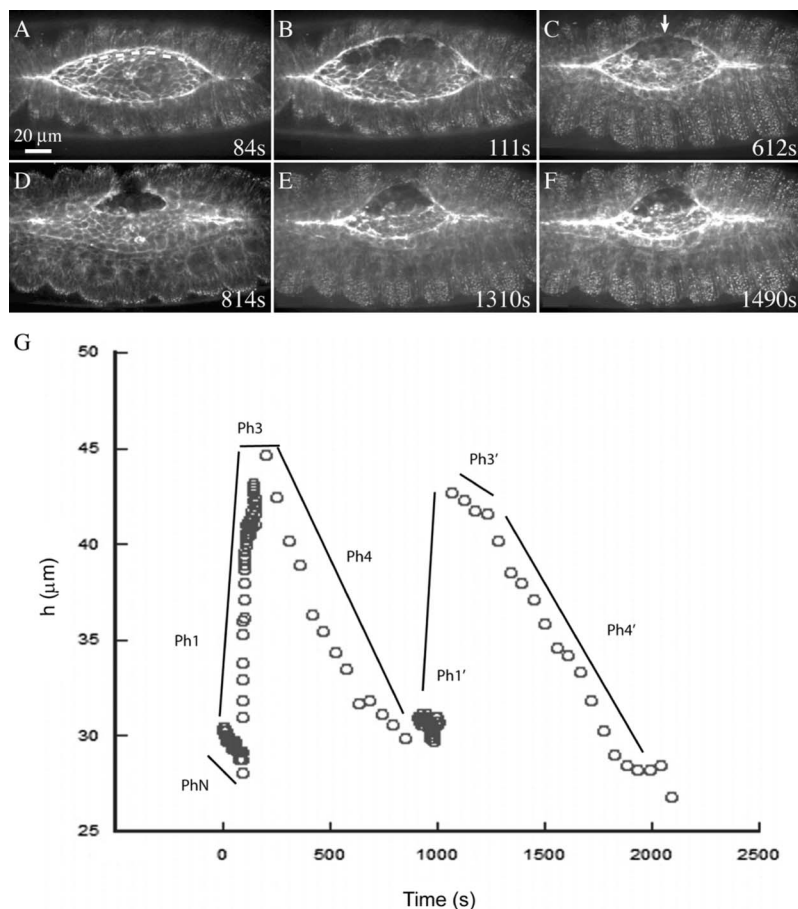 A
B
C
20 µm
84s
111s
612s
D
E
F
814s
1310s
1490s
G
50
45
40
35
30
25
h (µm)
Ph3
Ph3'
Ph4
Ph4'
Ph1
Ph1'
PhN
0
500
1000
1500
2000
2500
Time (s)